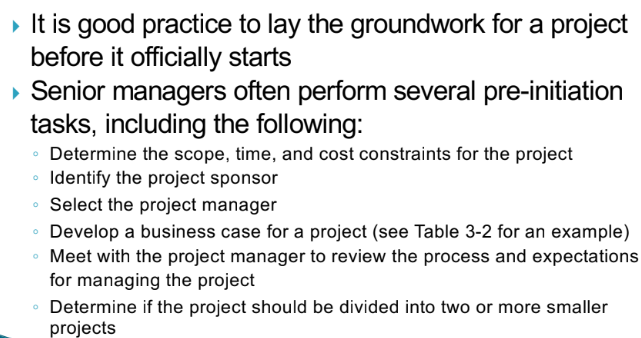 It is good practice to lay the groundwork for a project
before it officially starts
Senior managers often perform several pre-initiation
tasks, including the following:
Determine the scope, time, and cost constraints for the project
Identify the project sponsor
Select the project manager
Develop a business case for a project (see Table 3-2 for an example)
Meet with the project manager to review the process and expectations
for managing the project
Determine if the project should be divided into two or more smaller
projects